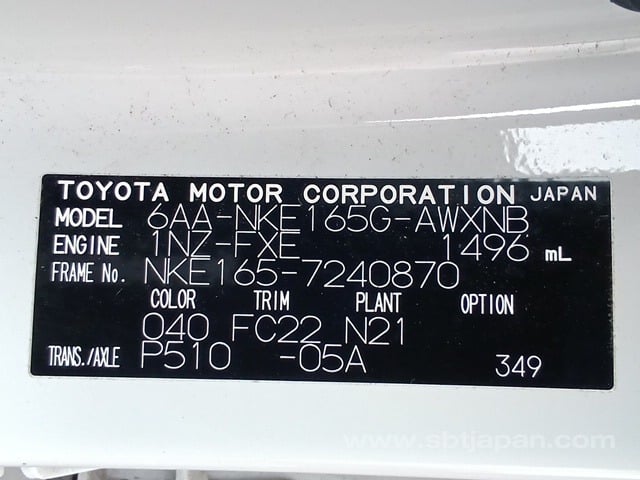 TOYOTA MOTOR CORPORATION JAPAN
MODEL 6AA-NKE165G-AWXNB
ENGINE 1NZ-FXE 1496 mL
FRAME No. NKE165-7240870
COLOR TRIM PLANT OPTION
040 FC22 N21
TRANS./AXLE P510 -05A 349
www.sbtjapan.com